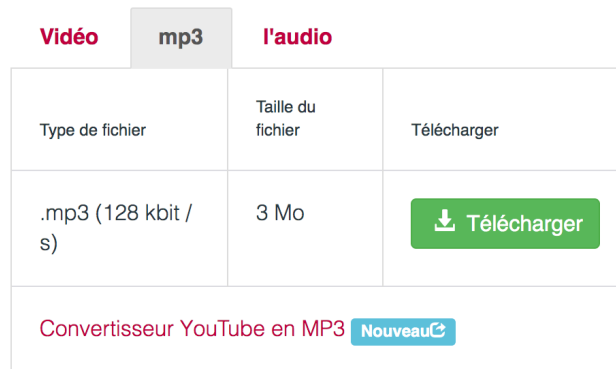 Vidéo
mp3
l'audio
Type de fichier
Taille du
fichier
Télécharger
.mp3 (128 kbit /
s)
3 Mo
Télécharger
Convertisseur YouTube en MP3 Nouveau